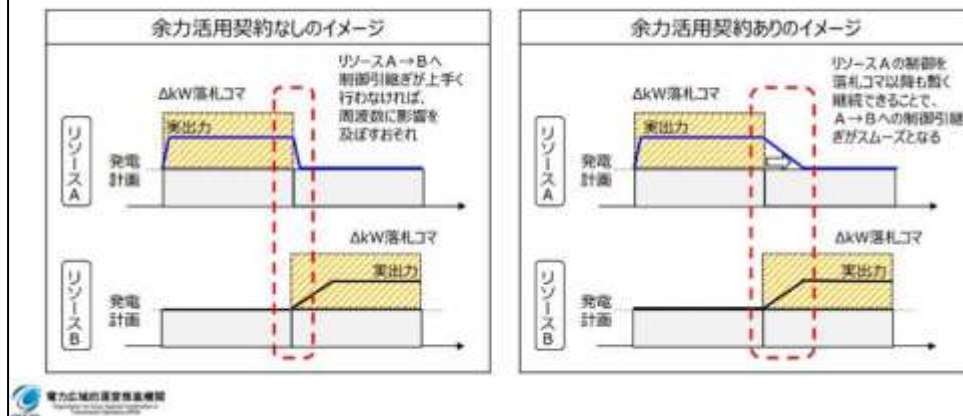 余力活用契約なしのイメージ
リソースA→Bへ
制御引継ぎが上手く
行わなければ、
周波数に影響を
及ぼすおそれ
ΔkW落札コマ
実出力
リソースA
発電
計画
ΔkW落札コマ
実出力
リソースB
発電
計画
余力活用契約ありのイメージ
リソースAの制御を
落札コマ以降も暫く
継続できることで、
A→Bへの制御引継
ぎがスムーズとなる
ΔkW落札コマ
実出力
リソースA
発電
計画
ΔkW落札コマ
実出力
リソースB
発電
計画
電力広域的運営推進機関